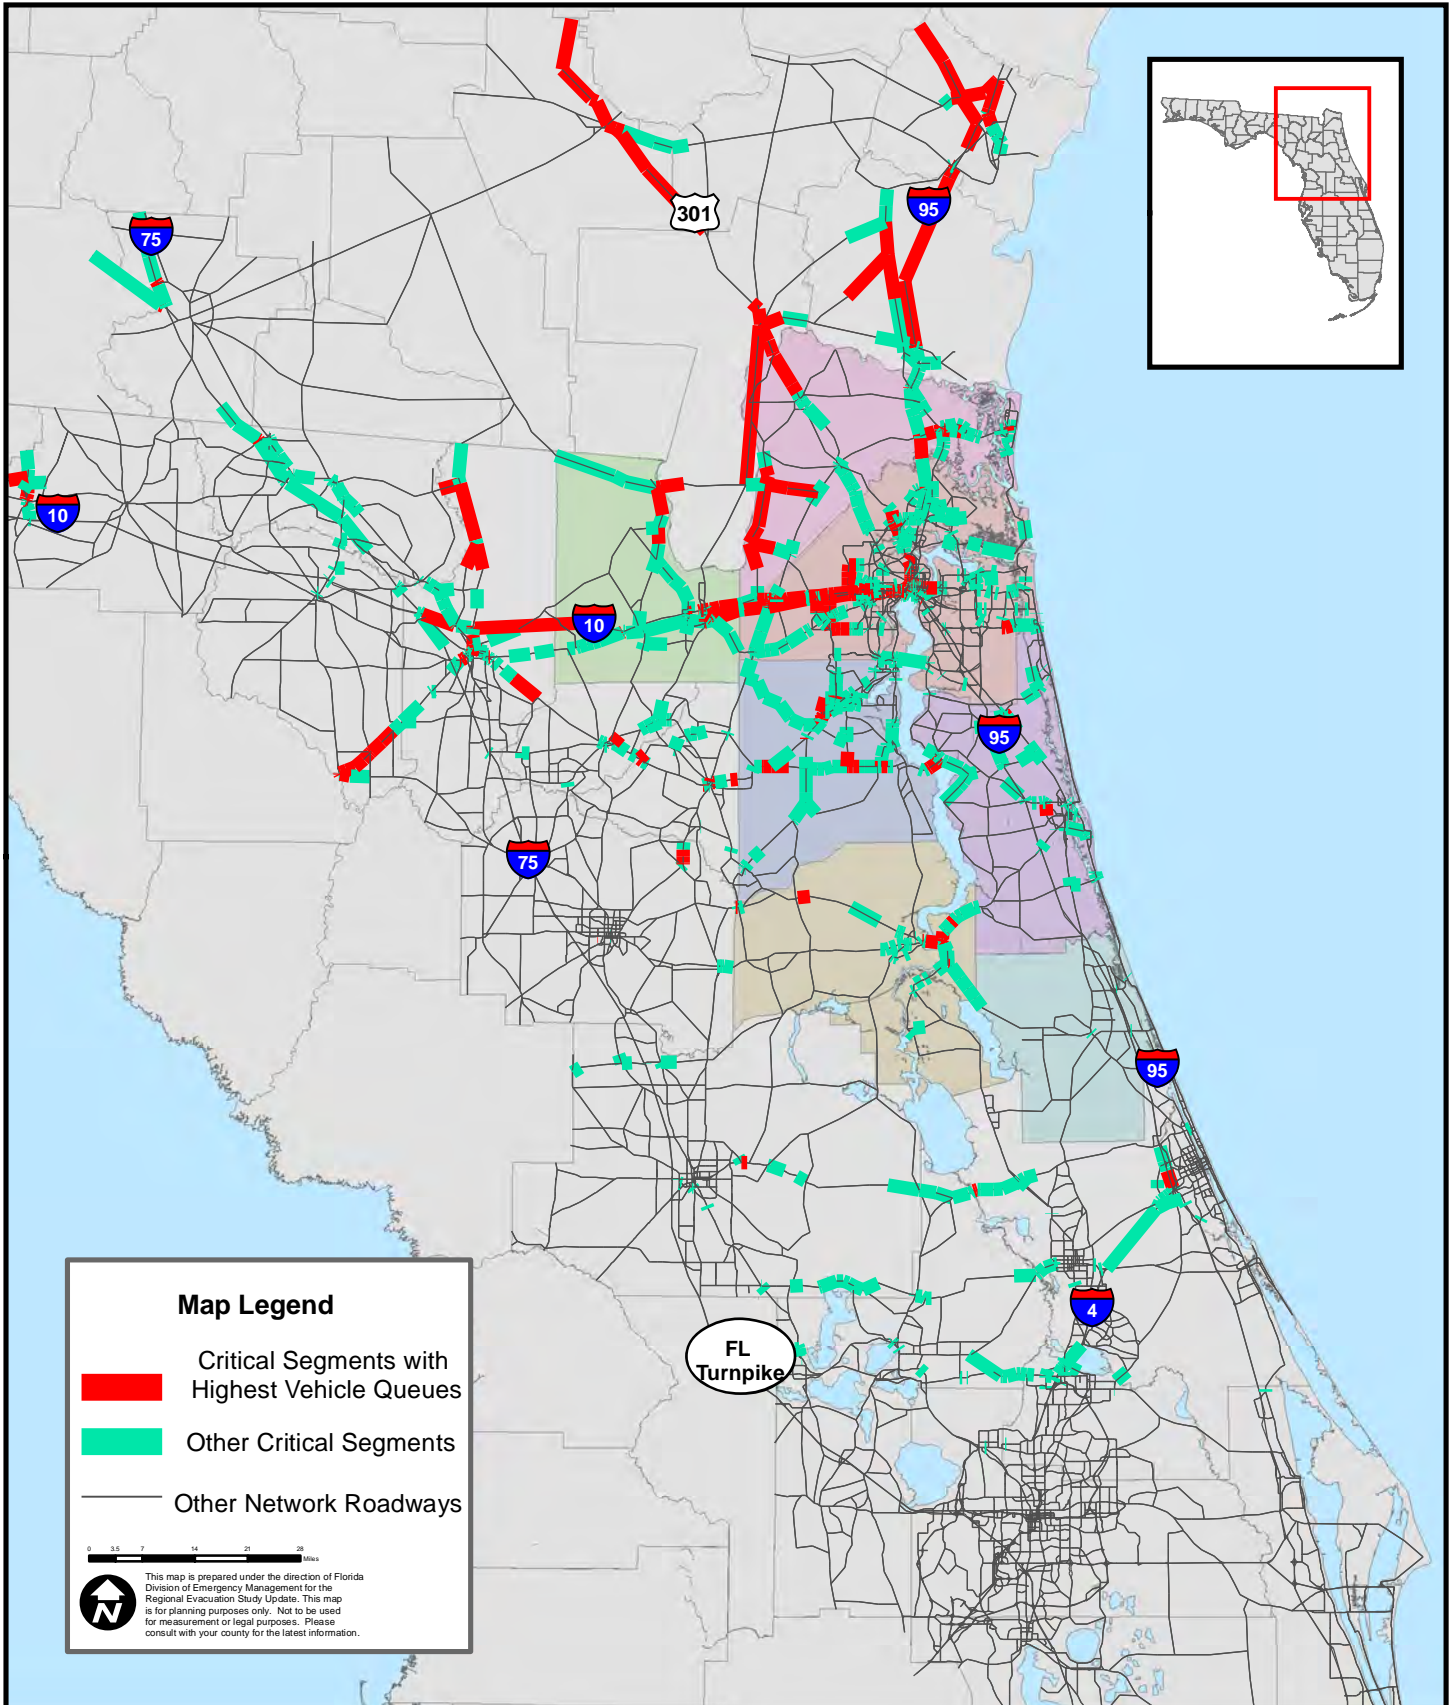 301
95
75
10
10
95
75
95
4
FL
Turnpike
Map Legend
Critical Segments with
Highest Vehicle Queues
Other Critical Segments
Other Network Roadways
0 3.5 7 14 21 28
Miles
N
This map is prepared under the direction of Florida
Division of Emergency Management for the
Regional Evacuation Study Update. This map
is for planning purposes only. Not to be used
for measurement or legal purposes. Please
consult with your county for the latest information.